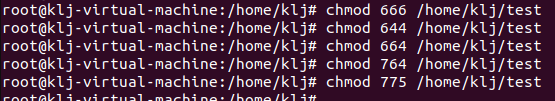 root@klj-virtual-machine:/home/klj# chmod 666 /home/klj/test
root@klj-virtual-machine:/home/klj# chmod 644 /home/klj/test
root@klj-virtual-machine:/home/klj# chmod 664 /home/klj/test
root@klj-virtual-machine:/home/klj# chmod 764 /home/klj/test
root@klj-virtual-machine:/home/klj# chmod 775 /home/klj/test
root@klj-virtual-machine:/home/klj#